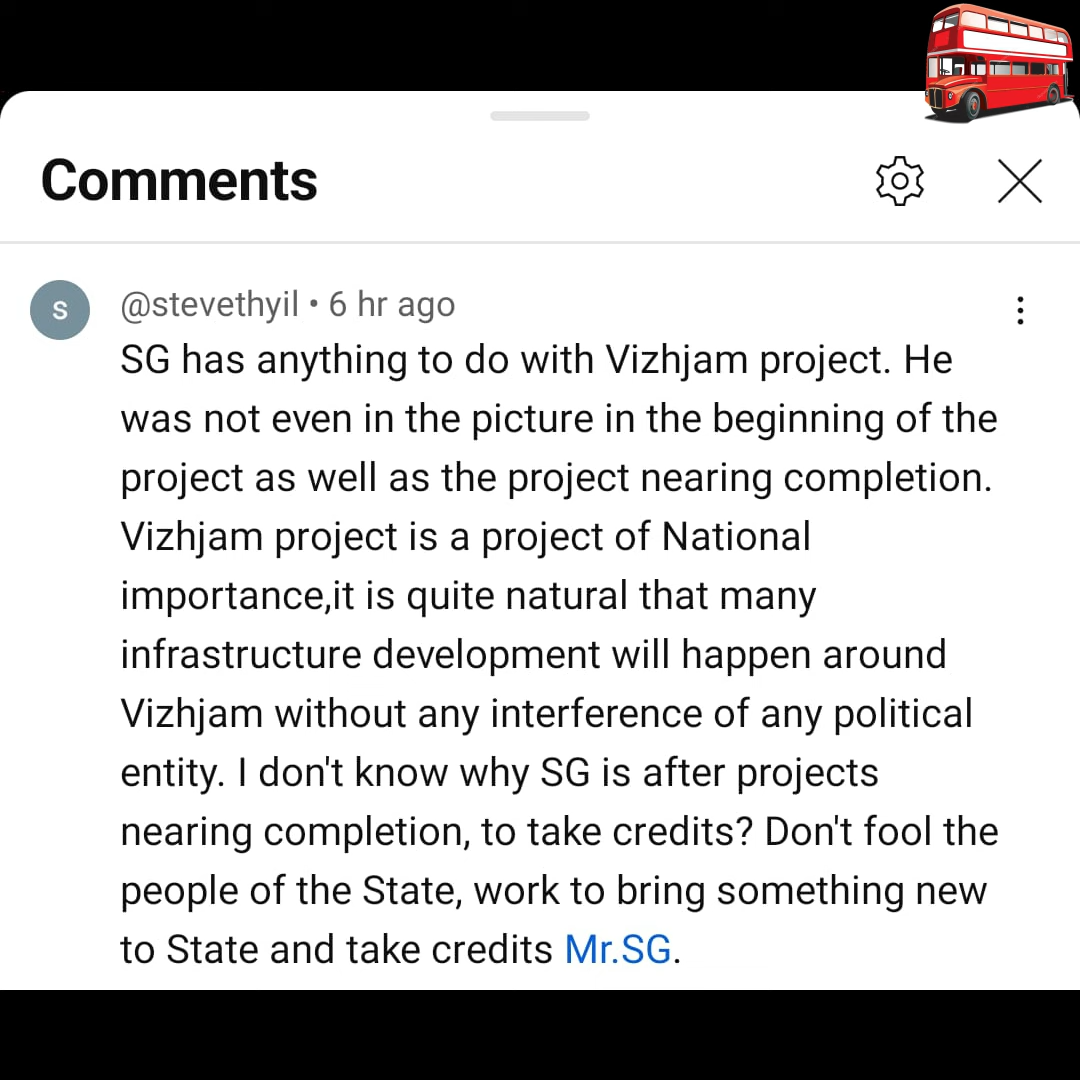 Comments
S
@stevethyil • 6 hr ago
SG has anything to do with Vizhjam project. He
was not even in the picture in the beginning of the
project as well as the project nearing completion.
Vizhjam project is a project of National
importance,it is quite natural that many
infrastructure development will happen around
Vizhjam without any interference of any political
entity. I don't know why SG is after projects
nearing completion, to take credits? Don't fool the
people of the State, work to bring something new
to State and take credits Mr.SG.